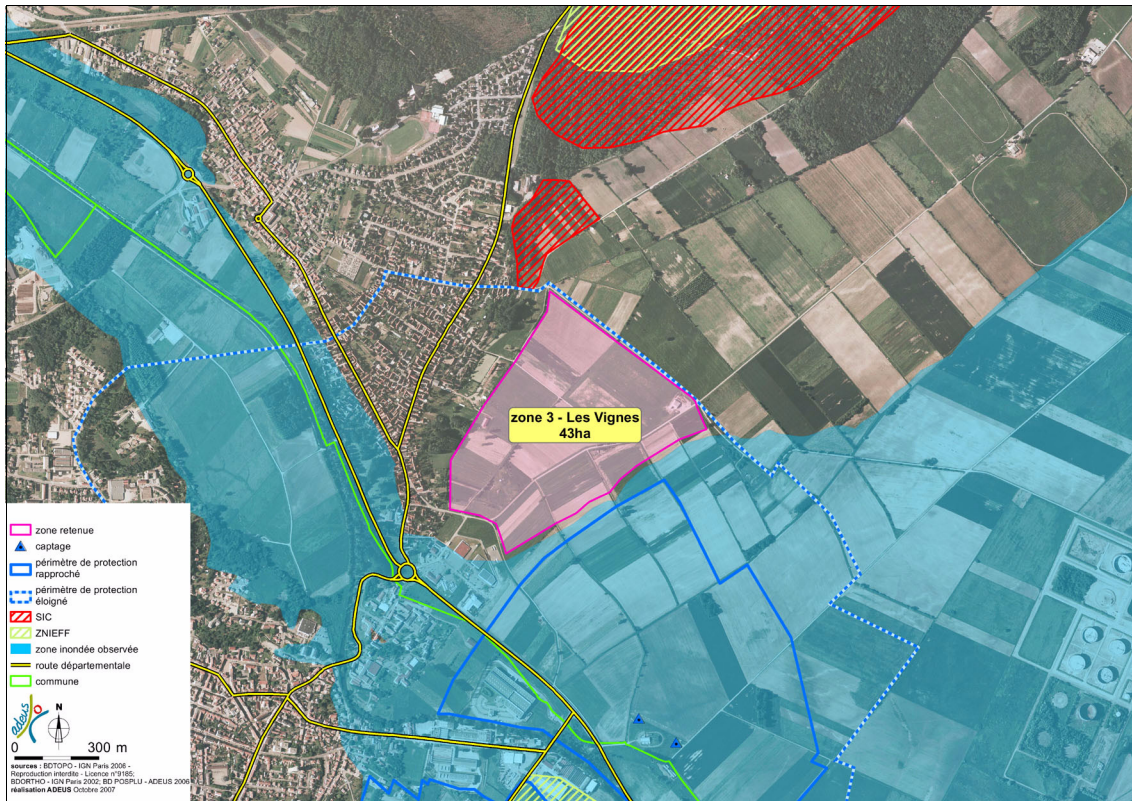 zone 3 - Les Vignes
43ha
zone retenue
captage
périmètre de protection
rapproché
périmètre de protection
éloigné
SIC
ZNIEFF
zone inondée observée
route départementale
commune
adeus
N
0 300 m
sources : BDTOPO - IGN Paris 2006 -
Reproduction interdite - Licence n°9185;
BDORTHO - IGN Paris 2002; BD POSPLU - ADEUS 2006
réalisation ADEUS Octobre 2007